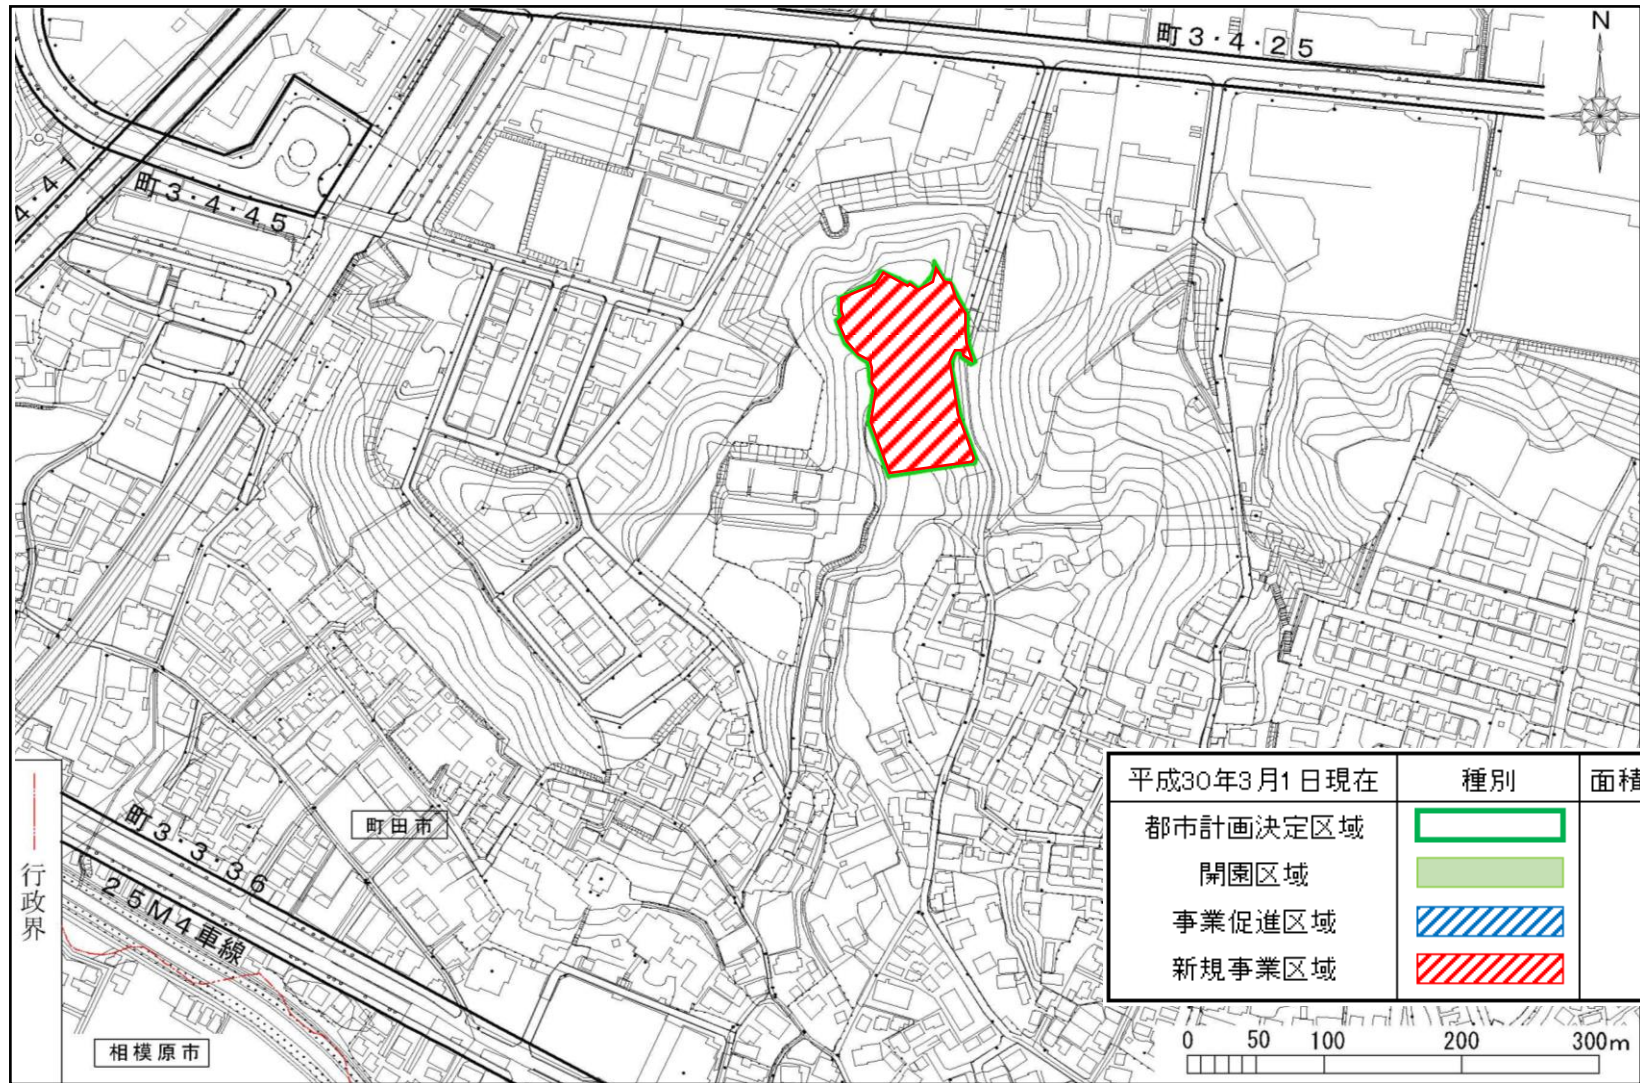 町3・4・25
N
町3・4・45
平成30年3月1日現在 種別
都市計画決定区域
開園区域
事業促進区域
新規事業区域
町3・3・36
25M4車線
町田市
行政界
相模原市
0 50 100 200 300m